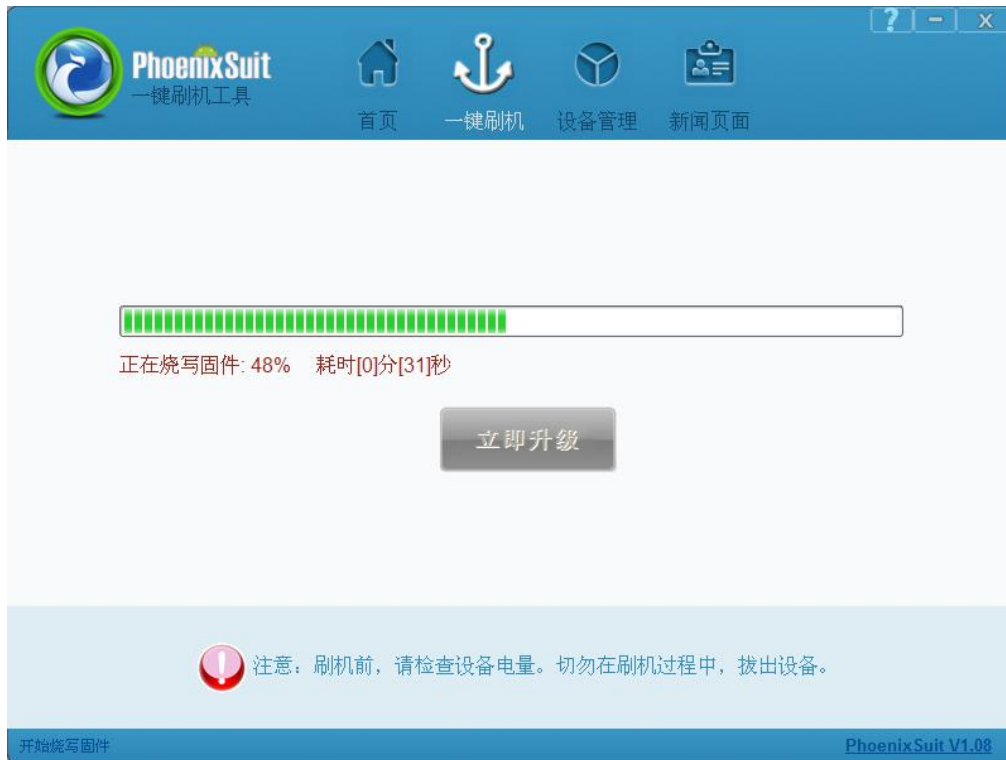 ? - x
PhoenixSuit
一键刷机工具
首页 一键刷机 设备管理 新闻页面
正在烧写固件: 48% 耗时[0]分[31]秒
立即升级
注意：刷机前，请检查设备电量。切勿在刷机过程中，拔出设备。
开始烧写固件 PhoenixSuit V1.08